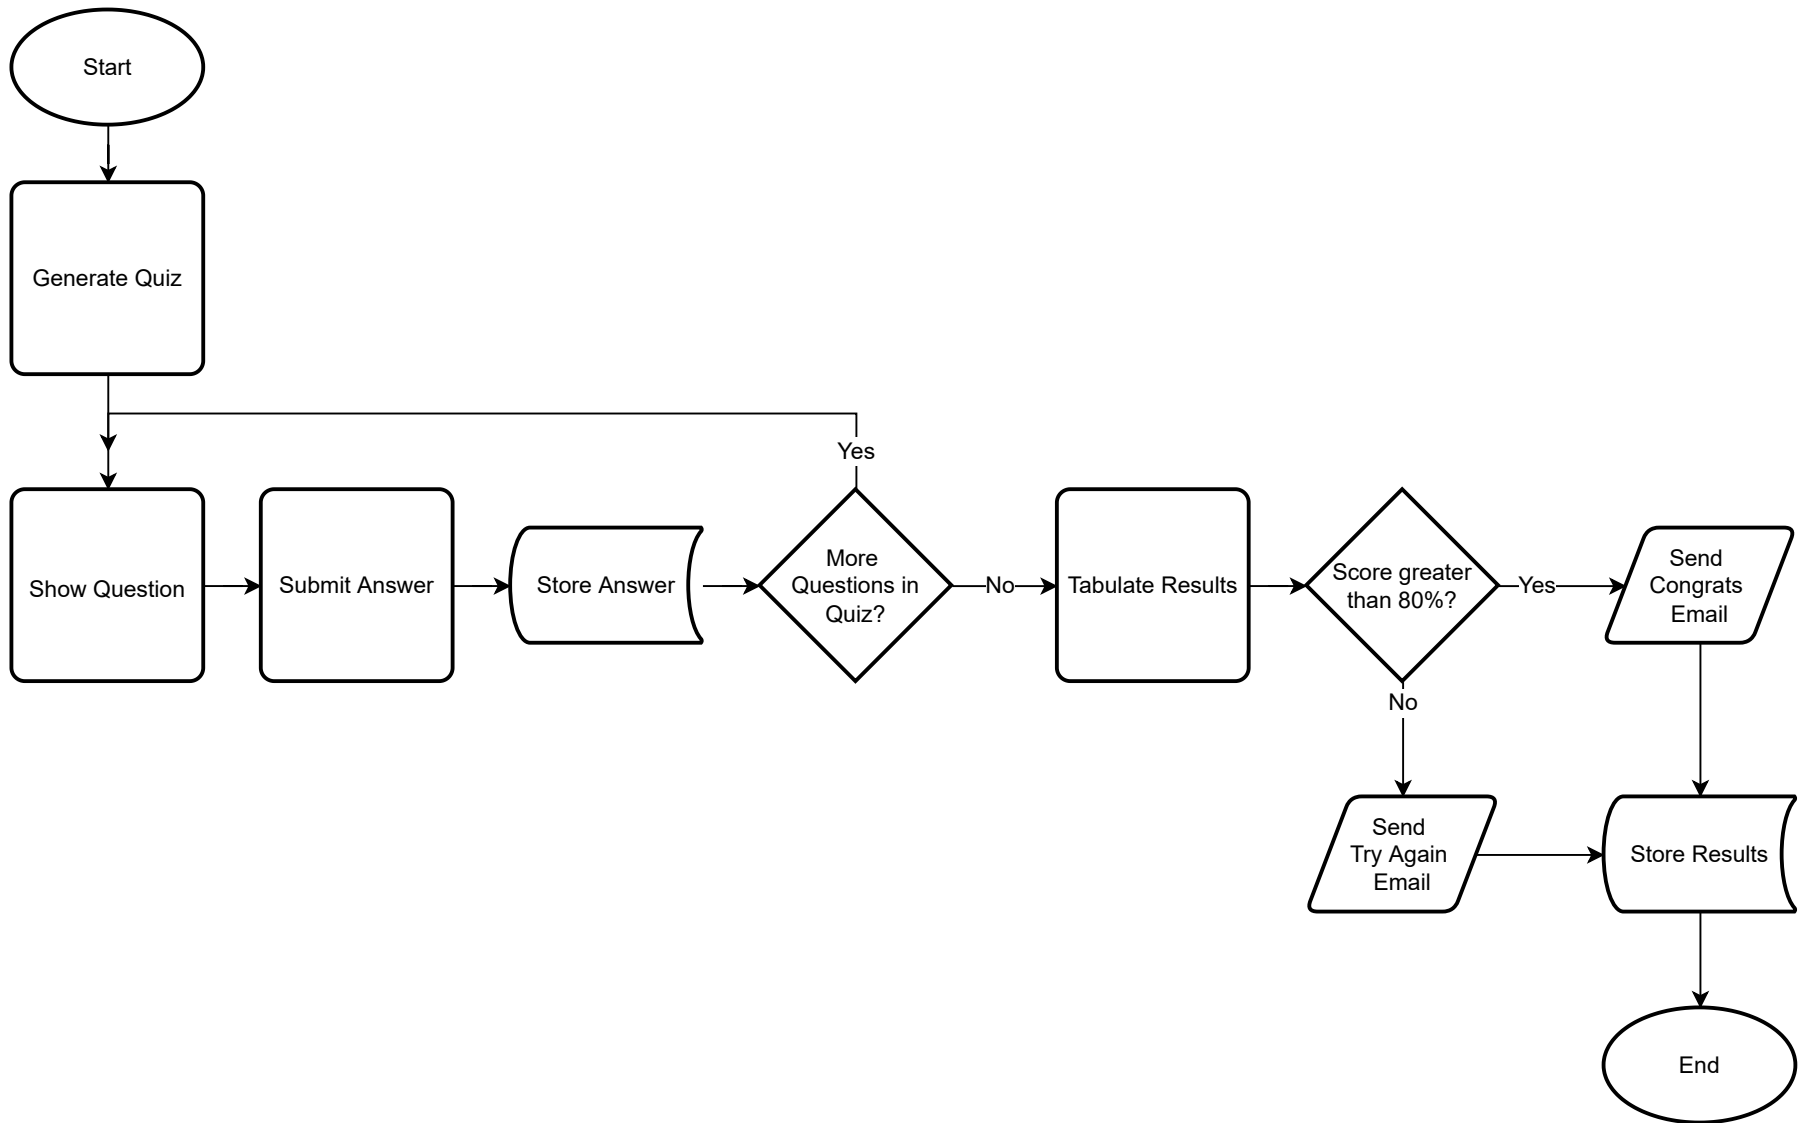 Start
Generate Quiz
Yes
Show Question
Submit Answer
Store Answer
More
Questions in
Quiz?
No
Tabulate Results
Score greater
than 80%?
Yes
Send
Congrats
Email
No
Send
Try Again
Email
Store Results
End